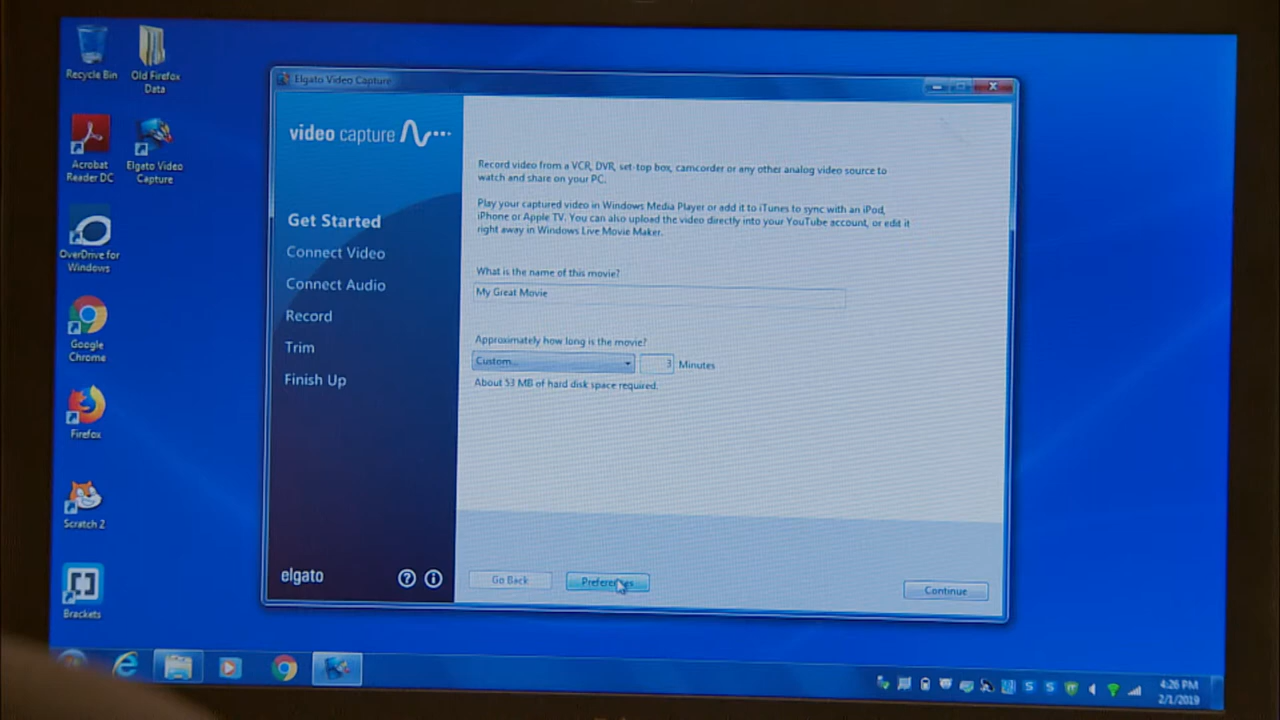 Recycle Bin
Old Firefox
Data
Acrobat
Reader DC
Elgato Video
Capture
OverDrive for
Windows
Google
Chrome
Firefox
Scratch 2
Brackets
Elgato Video Capture
video capture
Get Started
Connect Video
Connect Audio
Record
Trim
Finish Up
elgato
Record video from a VCR, DVR, set-top box, camcorder or any other analog video source to
watch and share on your PC.
Play your captured video in Windows Media Player or add it to iTunes to sync with an iPod,
iPhone or Apple TV. You can also upload the video directly into your YouTube account, or edit it
right away in Windows Live Movie Maker.
What is the name of this movie?
My Great Movie
Approximately how long is the movie?
Custom...
3 Minutes
About 53 MB of hard disk space required.
Go Back
Preferences
Continue
4:26 PM
2/1/2019